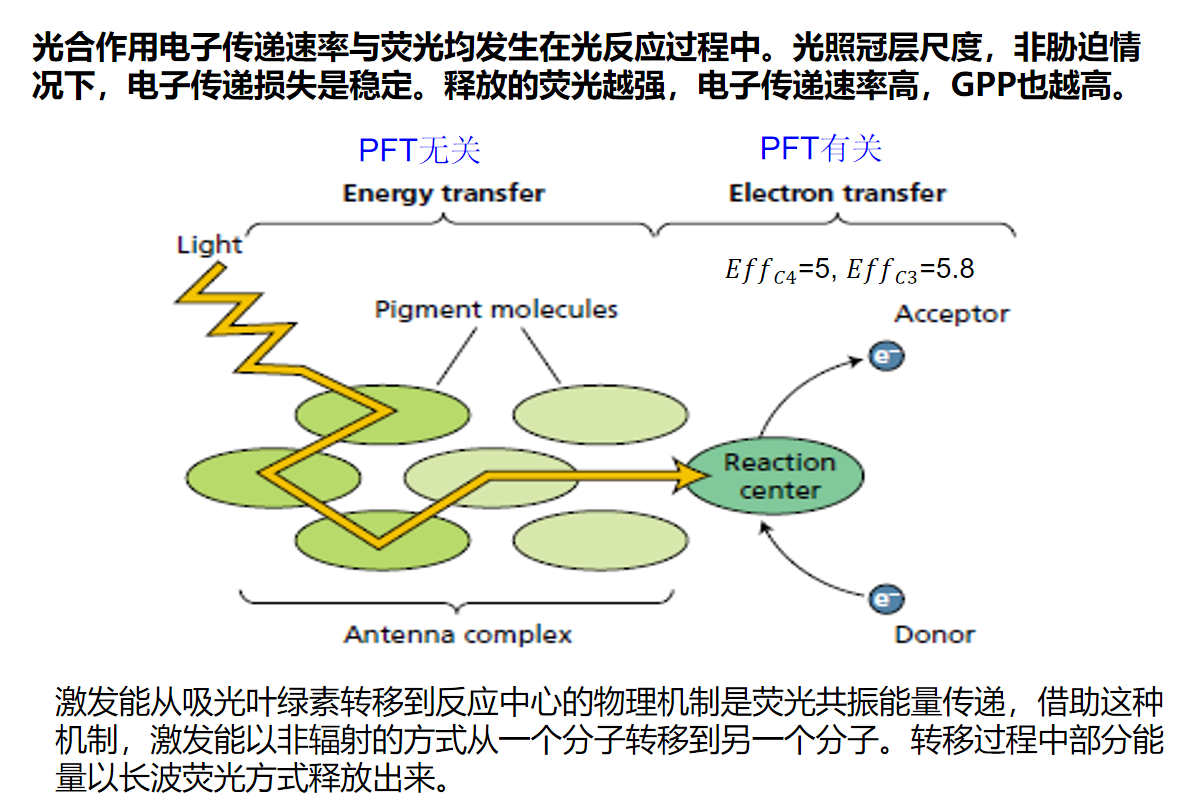 光合作用电子传递速率与荧光均发生在光反应过程中。光照冠层尺度，非胁迫情
况下，电子传递损失是稳定。释放的荧光越强，电子传递速率高，GPP也越高。
PFT无关
PFT有关
Energy transfer
Electron transfer
Light
Eff_C4=5, Eff_C3=5.8
Pigment molecules
Acceptor
e⁻
Reaction
center
e⁻
Antenna complex
Donor
激发能从吸光叶绿素转移到反应中心的物理机制是荧光共振能量传递，借助这种
机制，激发能以非辐射的方式从一个分子转移到另一个分子。转移过程中部分能
量以长波荧光方式释放出来。